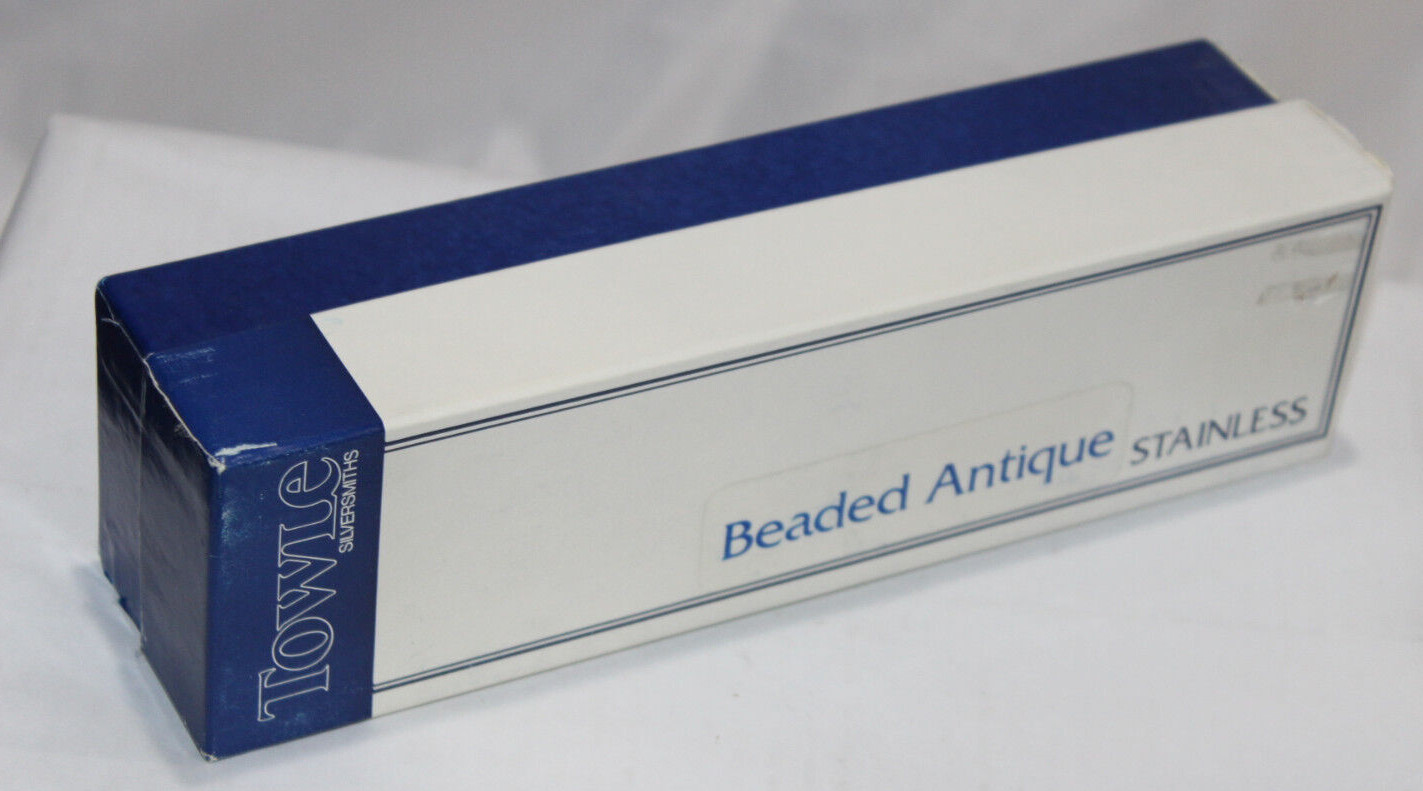 Towle
SILVERSMITHS
Beaded Antique STAINLESS